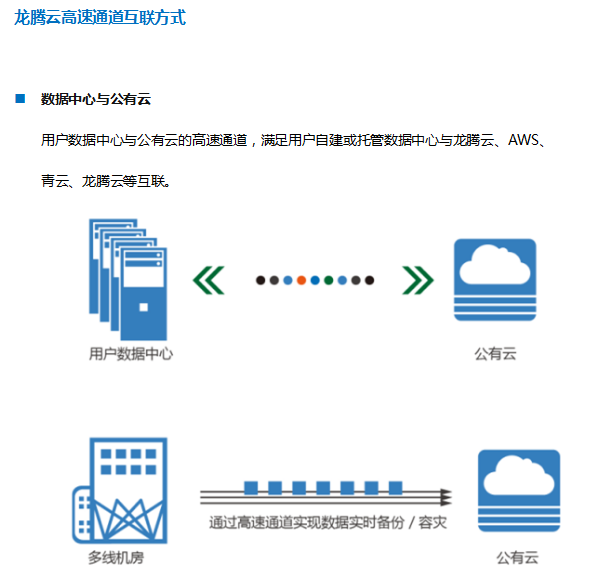 龙腾云高速通道互联方式
数据中心与公有云
用户数据中心与公有云的高速通道，满足用户自建或托管数据中心与龙腾云、AWS、
青云、龙腾云等互联。
用户数据中心
公有云
通过高速通道实现数据实时备份 / 容灾
多线机房
公有云